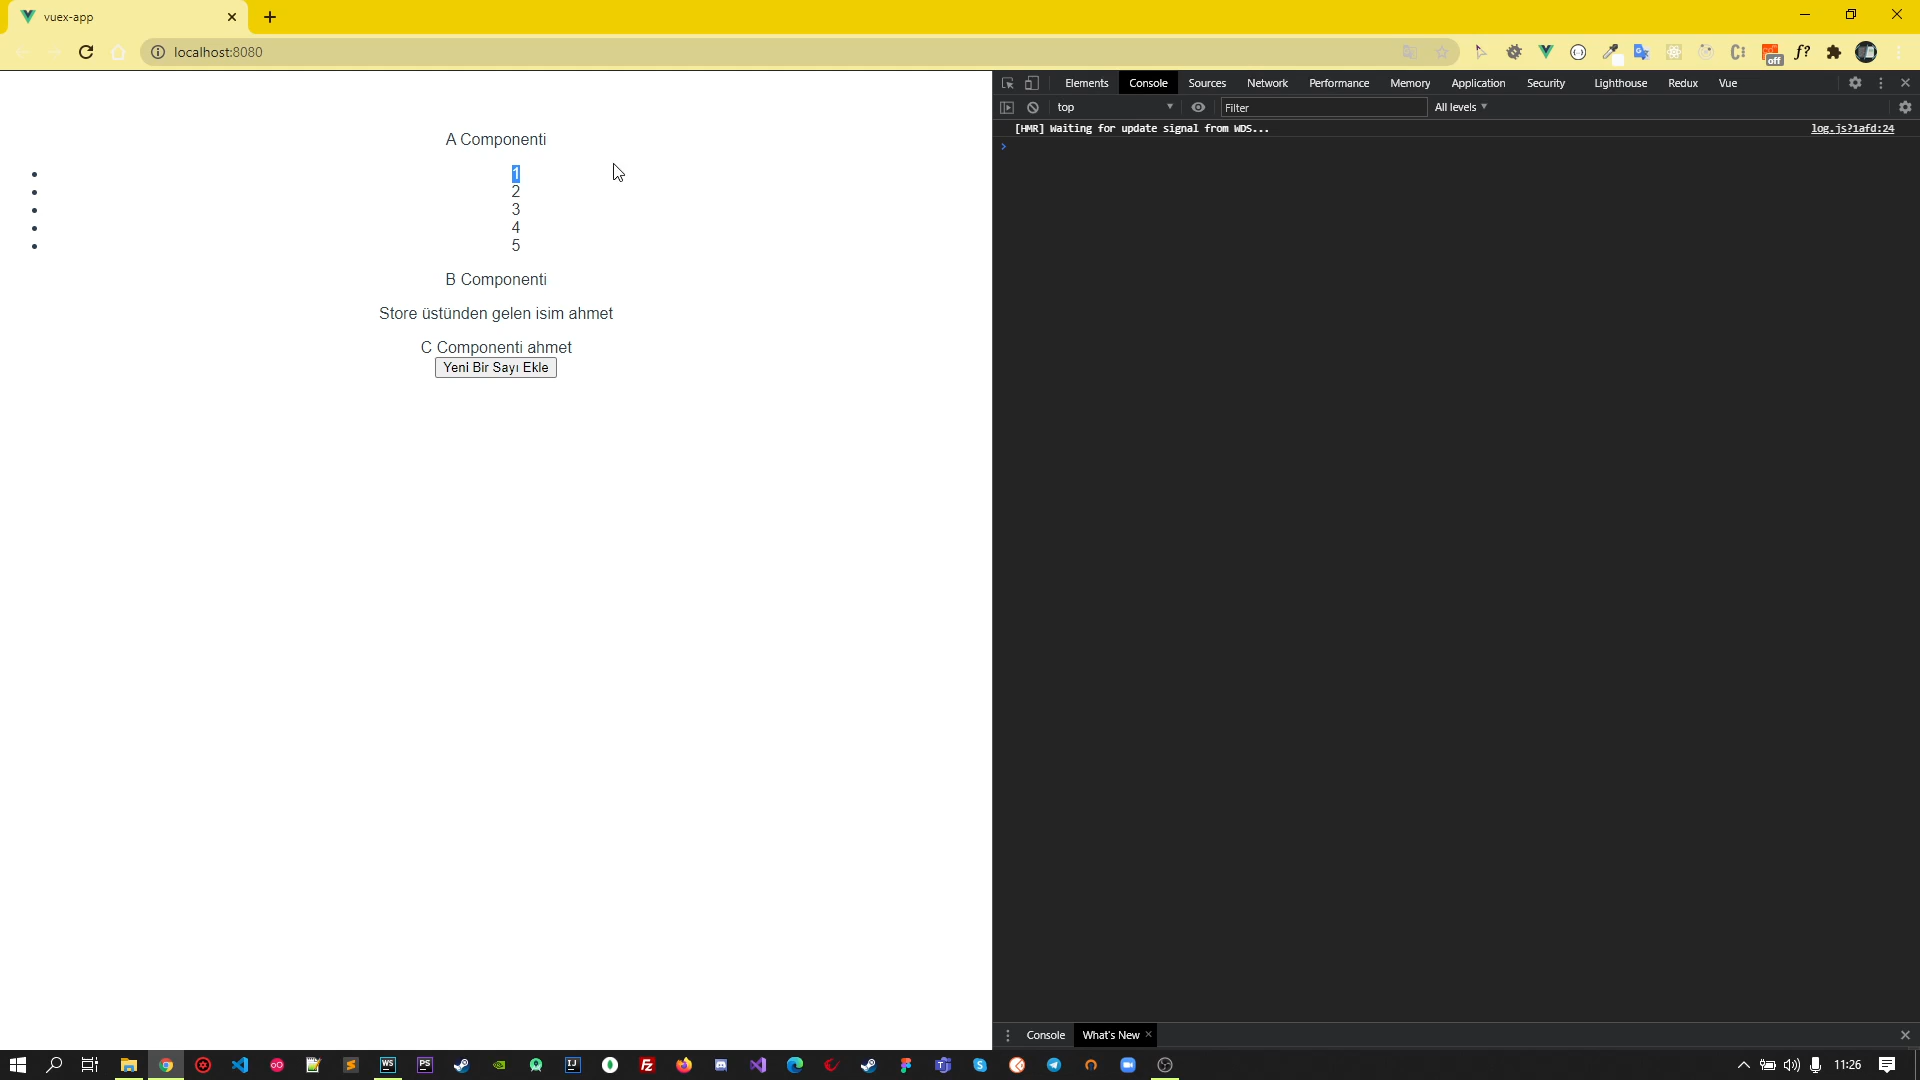 vuex-app
localhost:8080
off
f?
Elements Console Sources Network Performance Memory Application Security Lighthouse Redux Vue
top Filter All levels
[HMR] Waiting for update signal from WDS... log.js?1afd:24
A Componenti
1
2
3
4
5
B Componenti
Store üstünden gelen isim ahmet
C Componenti ahmet
Yeni Bir Sayı Ekle
Console What's New
11:26